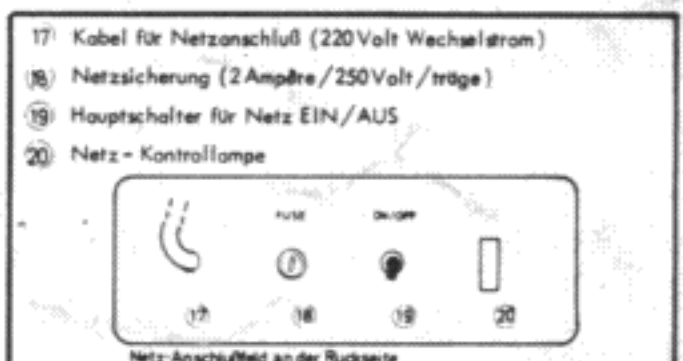 17 Kabel für Netzanschluß (220 Volt Wechselstrom)
18 Netzsicherung (2 Ampère/250 Volt/träge)
19 Hauptschalter für Netz EIN/AUS
20 Netz-Kontrollampe
FUSE ON/OFF
17 18 19 20
Netz-Anschlußfeld an der Rückseite